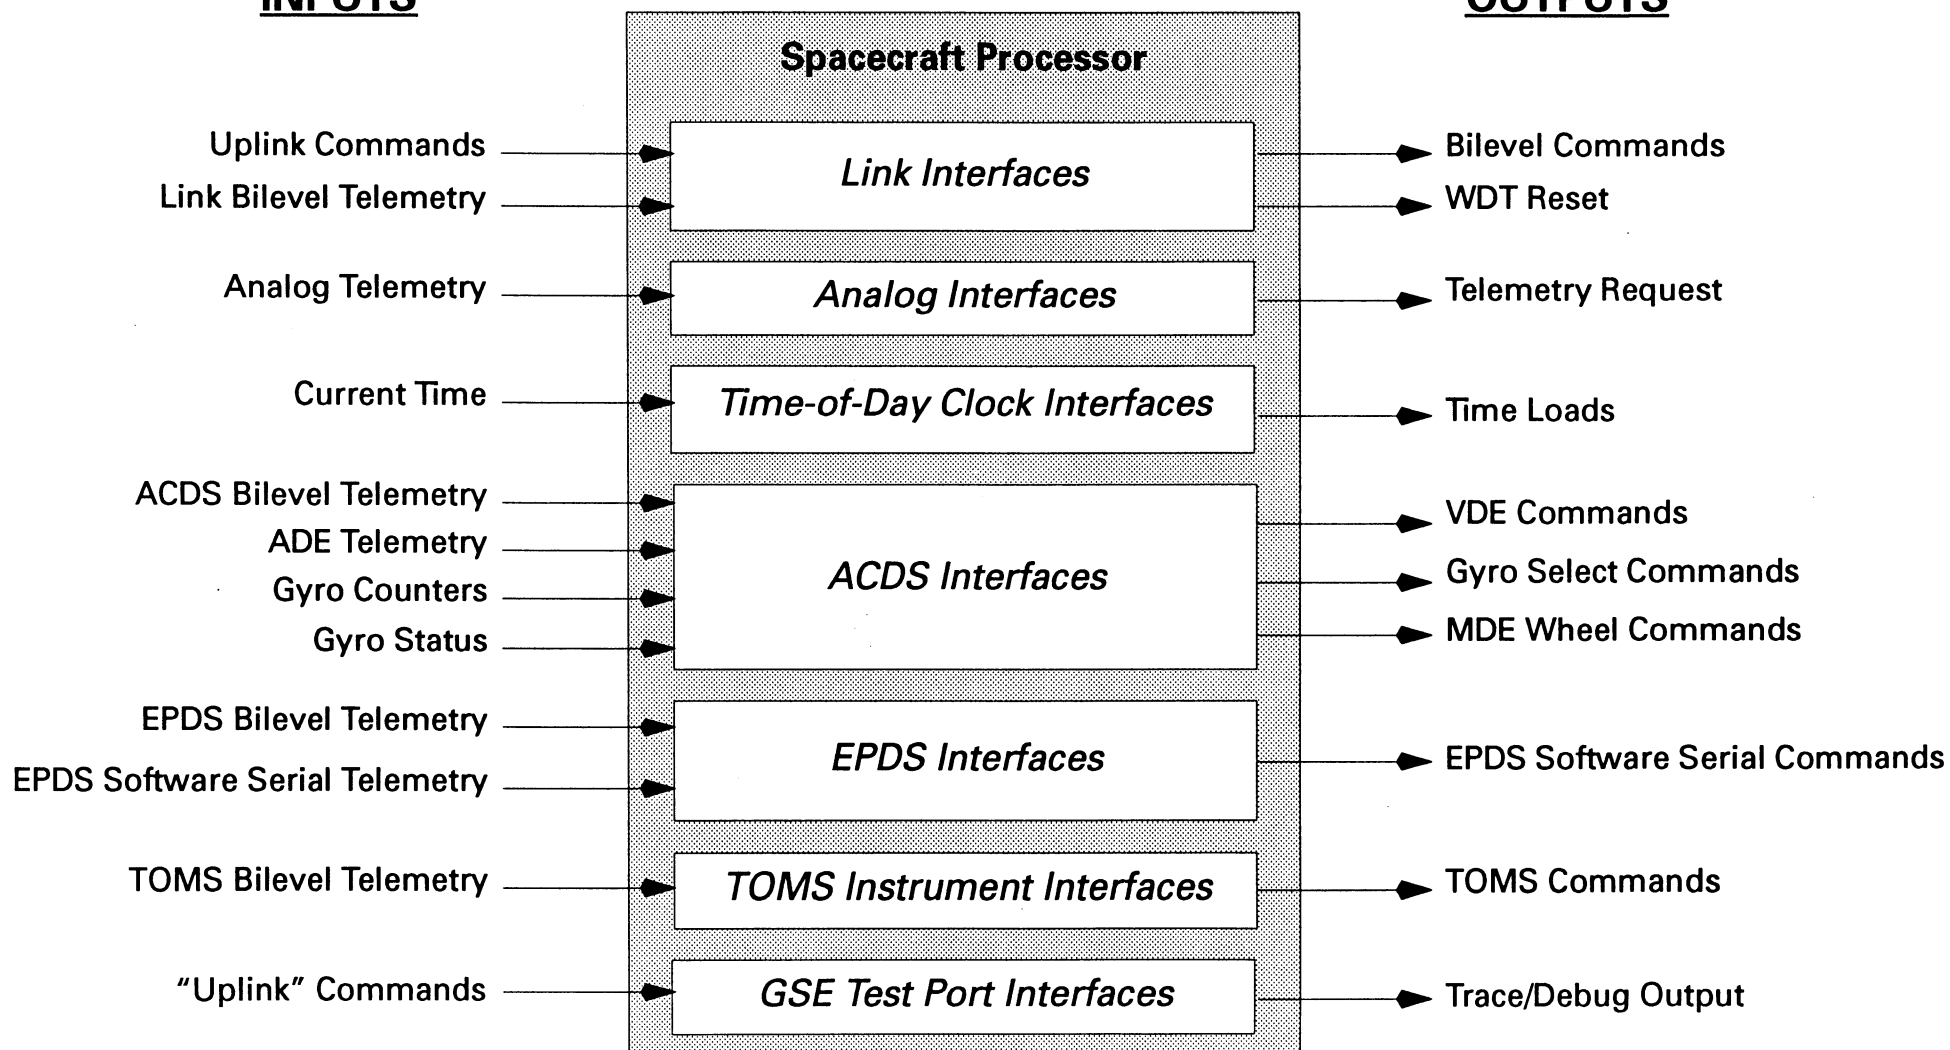 INPUTS
OUTPUTS
Spacecraft Processor
Uplink Commands
Link Bilevel Telemetry
Link Interfaces
Bilevel Commands
WDT Reset
Analog Telemetry
Analog Interfaces
Telemetry Request
Current Time
Time-of-Day Clock Interfaces
Time Loads
ACDS Bilevel Telemetry
ADE Telemetry
Gyro Counters
Gyro Status
ACDS Interfaces
VDE Commands
Gyro Select Commands
MDE Wheel Commands
EPDS Bilevel Telemetry
EPDS Software Serial Telemetry
EPDS Interfaces
EPDS Software Serial Commands
TOMS Bilevel Telemetry
TOMS Instrument Interfaces
TOMS Commands
“Uplink” Commands
GSE Test Port Interfaces
Trace/Debug Output